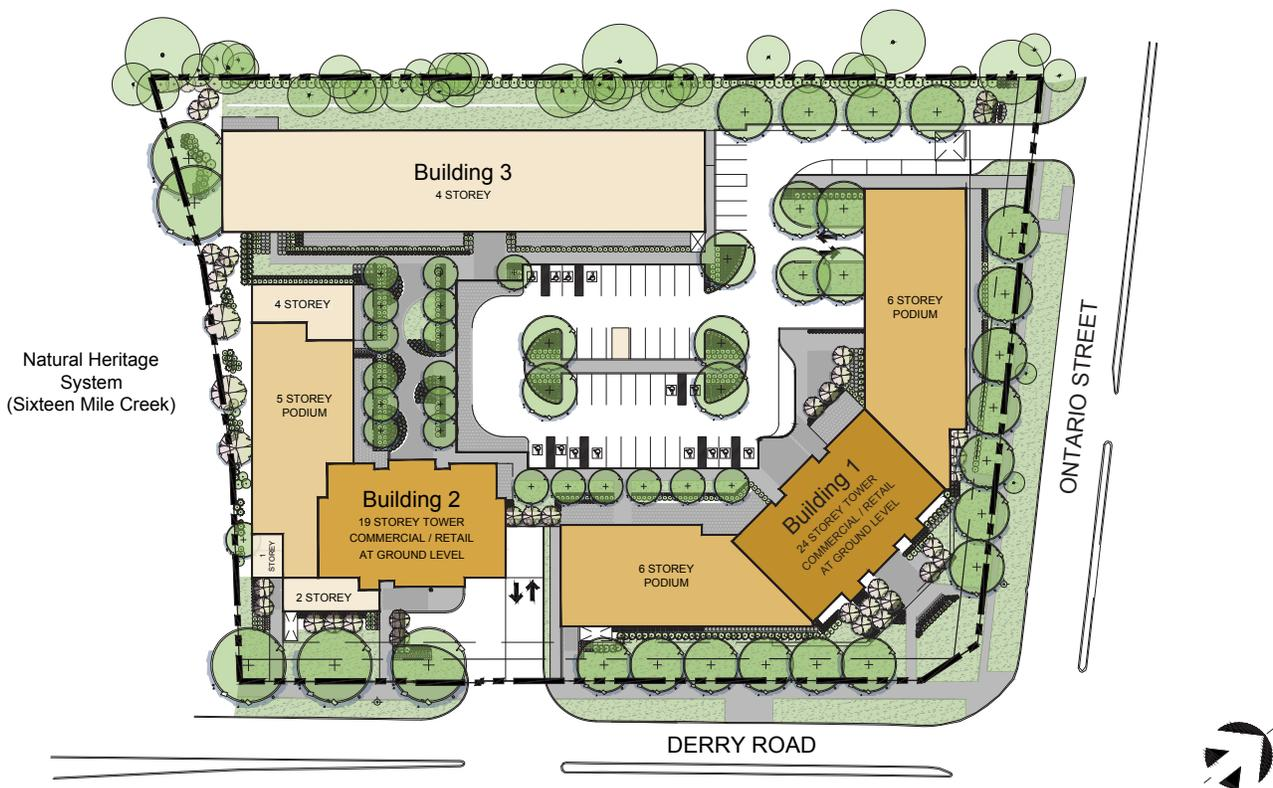 Building 3
4 STOREY
4 STOREY
6 STOREY
PODIUM
Natural Heritage
System
(Sixteen Mile Creek)
5 STOREY
PODIUM
ONTARIO STREET
Building 2
19 STOREY TOWER
COMMERCIAL / RETAIL
AT GROUND LEVEL
Building 1
24 STOREY TOWER
COMMERCIAL / RETAIL
AT GROUND LEVEL
1
STOREY
6 STOREY
PODIUM
2 STOREY
DERRY ROAD